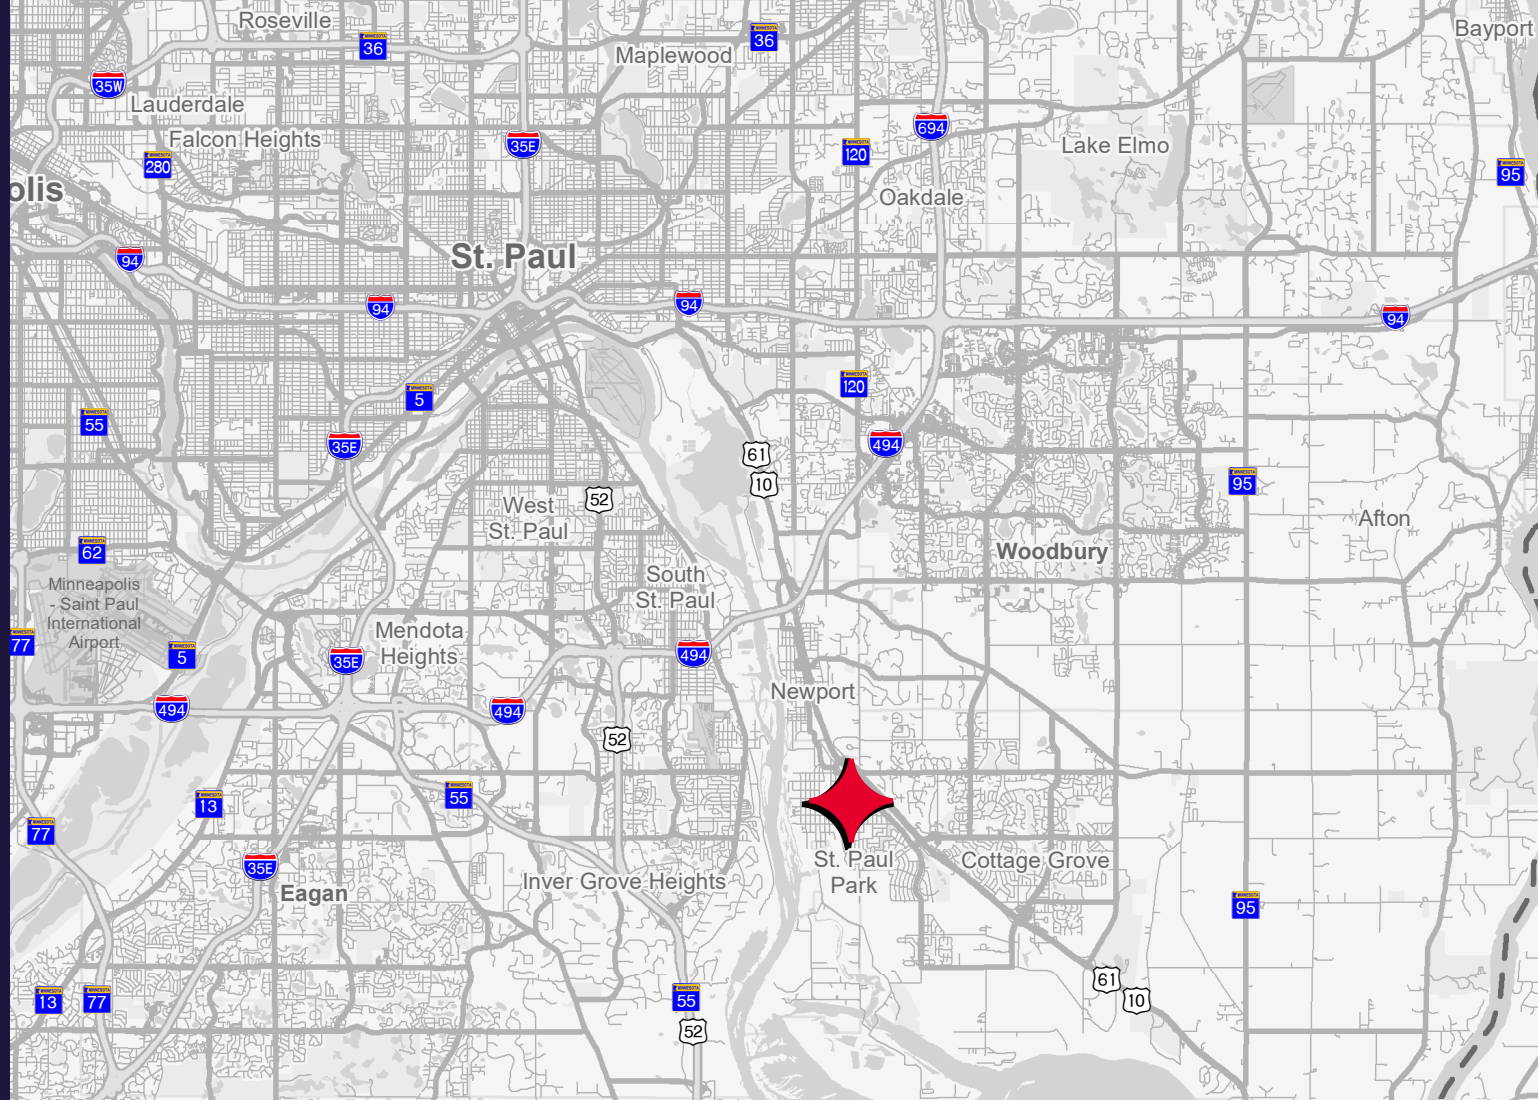 Roseville
Bayport
36
36
Maplewood
35W
Lauderdale
694
Falcon Heights
35E
120
Lake Elmo
280
95
olis
Oakdale
St. Paul
94
94
94
94
120
5
55
35E
494
61
10
95
52
West
St. Paul
Afton
62
Woodbury
Minneapolis
- Saint Paul
International
Airport
South
St. Paul
77
5
Mendota
Heights
35E
494
Newport
494
494
52
13
55
77
35E
St. Paul
Park
Cottage Grove
Eagan
Inver Grove Heights
95
61
10
13
77
55
52